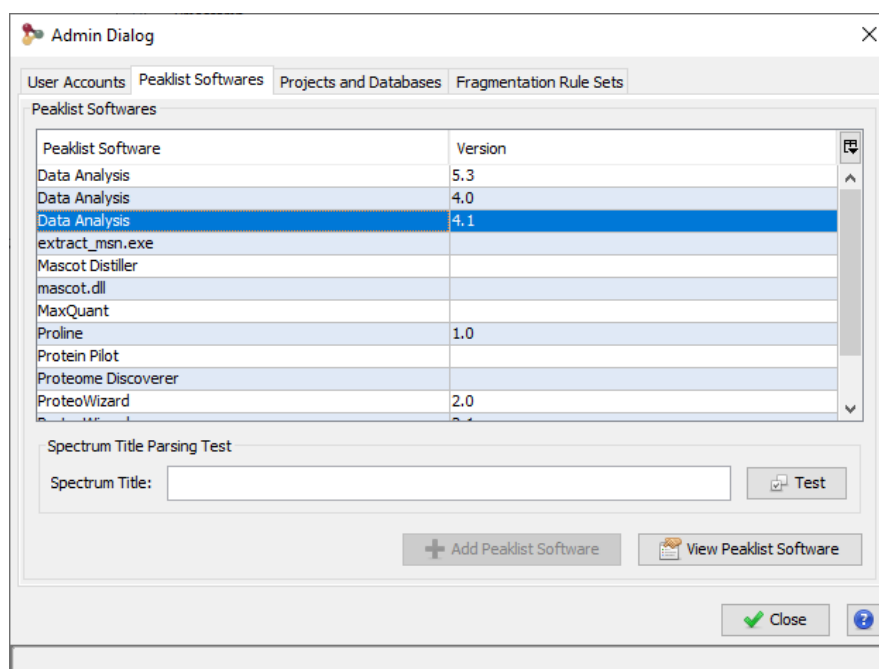 Admin Dialog
User Accounts Peaklist Softwares Projects and Databases Fragmentation Rule Sets
Peaklist Softwares
Peaklist Software Version
Data Analysis 5.3
Data Analysis 4.0
Data Analysis 4.1
extract_msn.exe
Mascot Distiller
mascot.dll
MaxQuant
Proline 1.0
Protein Pilot
Proteome Discoverer
ProteoWizard 2.0
Spectrum Title Parsing Test
Spectrum Title: Test
Add Peaklist Software View Peaklist Software
Close ?